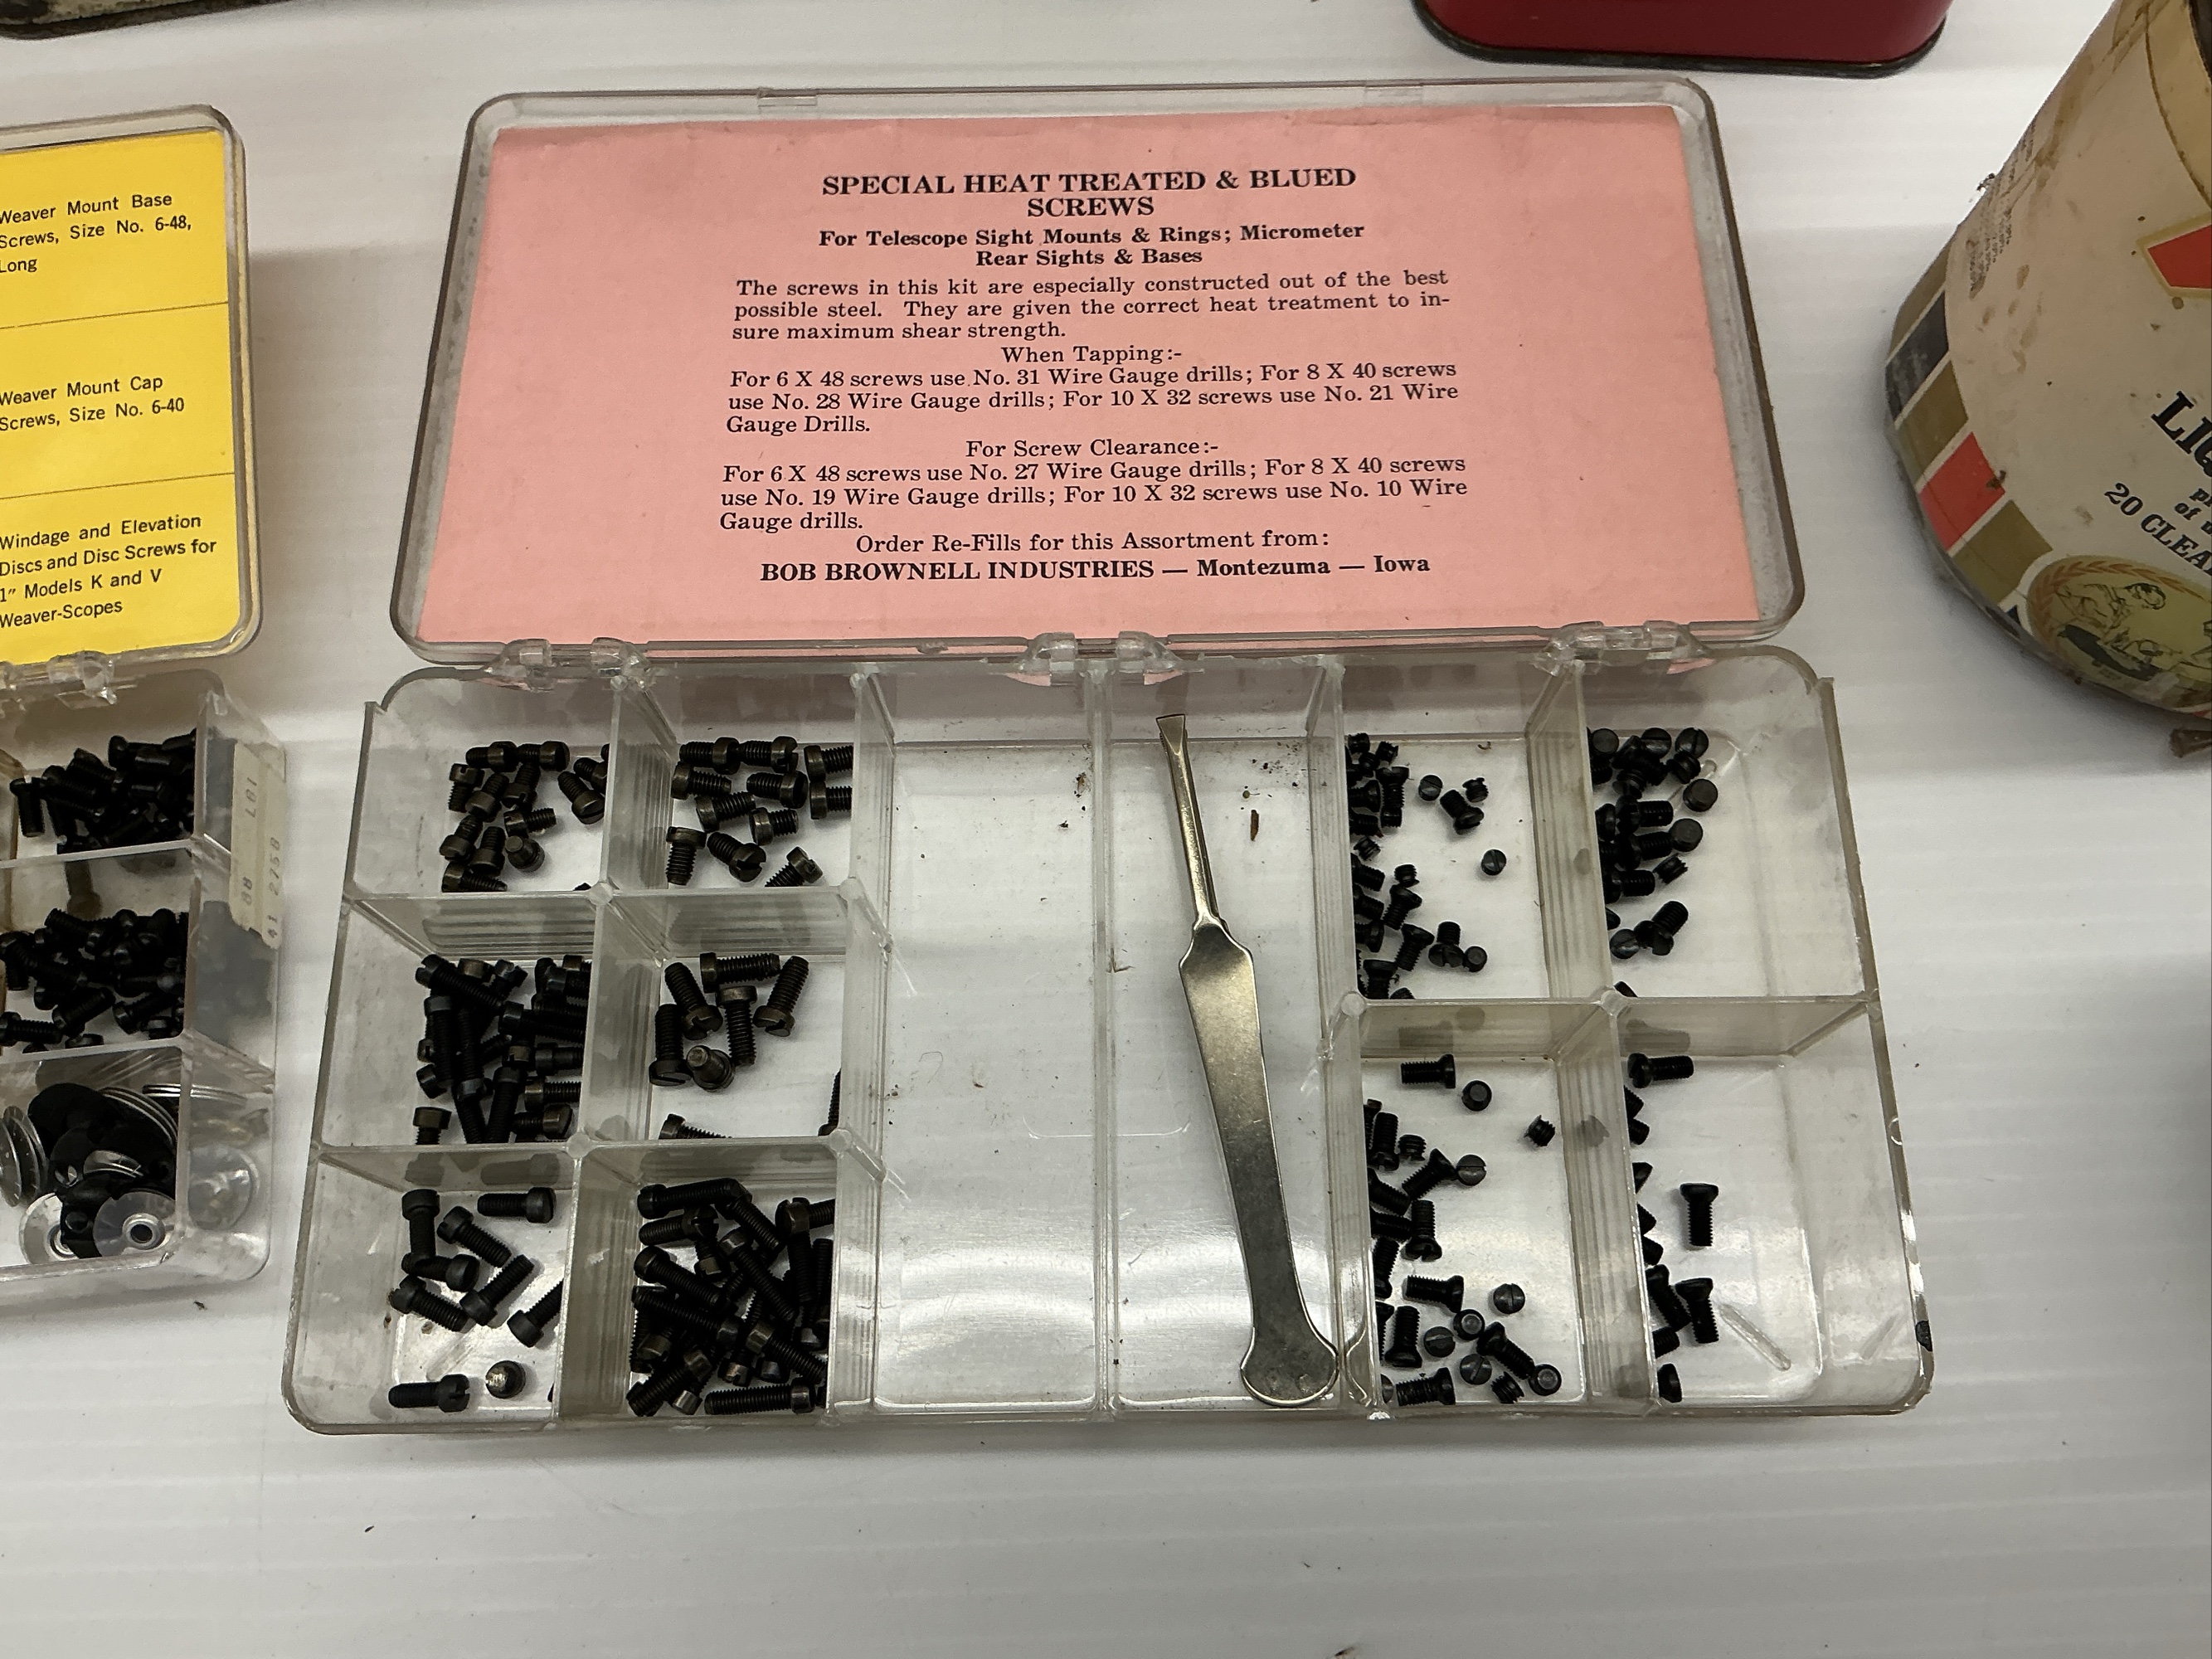 Weaver Mount Base
Screws, Size No. 6-48,
Long
Weaver Mount Cap
Screws, Size No. 6-40
Windage and Elevation
Discs and Disc Screws for
1" Models K and V
Weaver-Scopes
SPECIAL HEAT TREATED & BLUED
SCREWS
For Telescope Sight Mounts & Rings; Micrometer
Rear Sights & Bases
The screws in this kit are especially constructed out of the best
possible steel. They are given the correct heat treatment to in-
sure maximum shear strength.
When Tapping:-
For 6 X 48 screws use No. 31 Wire Gauge drills; For 8 X 40 screws
use No. 28 Wire Gauge drills; For 10 X 32 screws use No. 21 Wire
Gauge Drills.
For Screw Clearance:-
For 6 X 48 screws use No. 27 Wire Gauge drills; For 8 X 40 screws
use No. 19 Wire Gauge drills; For 10 X 32 screws use No. 10 Wire
Gauge drills.
Order Re-Fills for this Assortment from:
BOB BROWNELL INDUSTRIES — Montezuma — Iowa
of
20